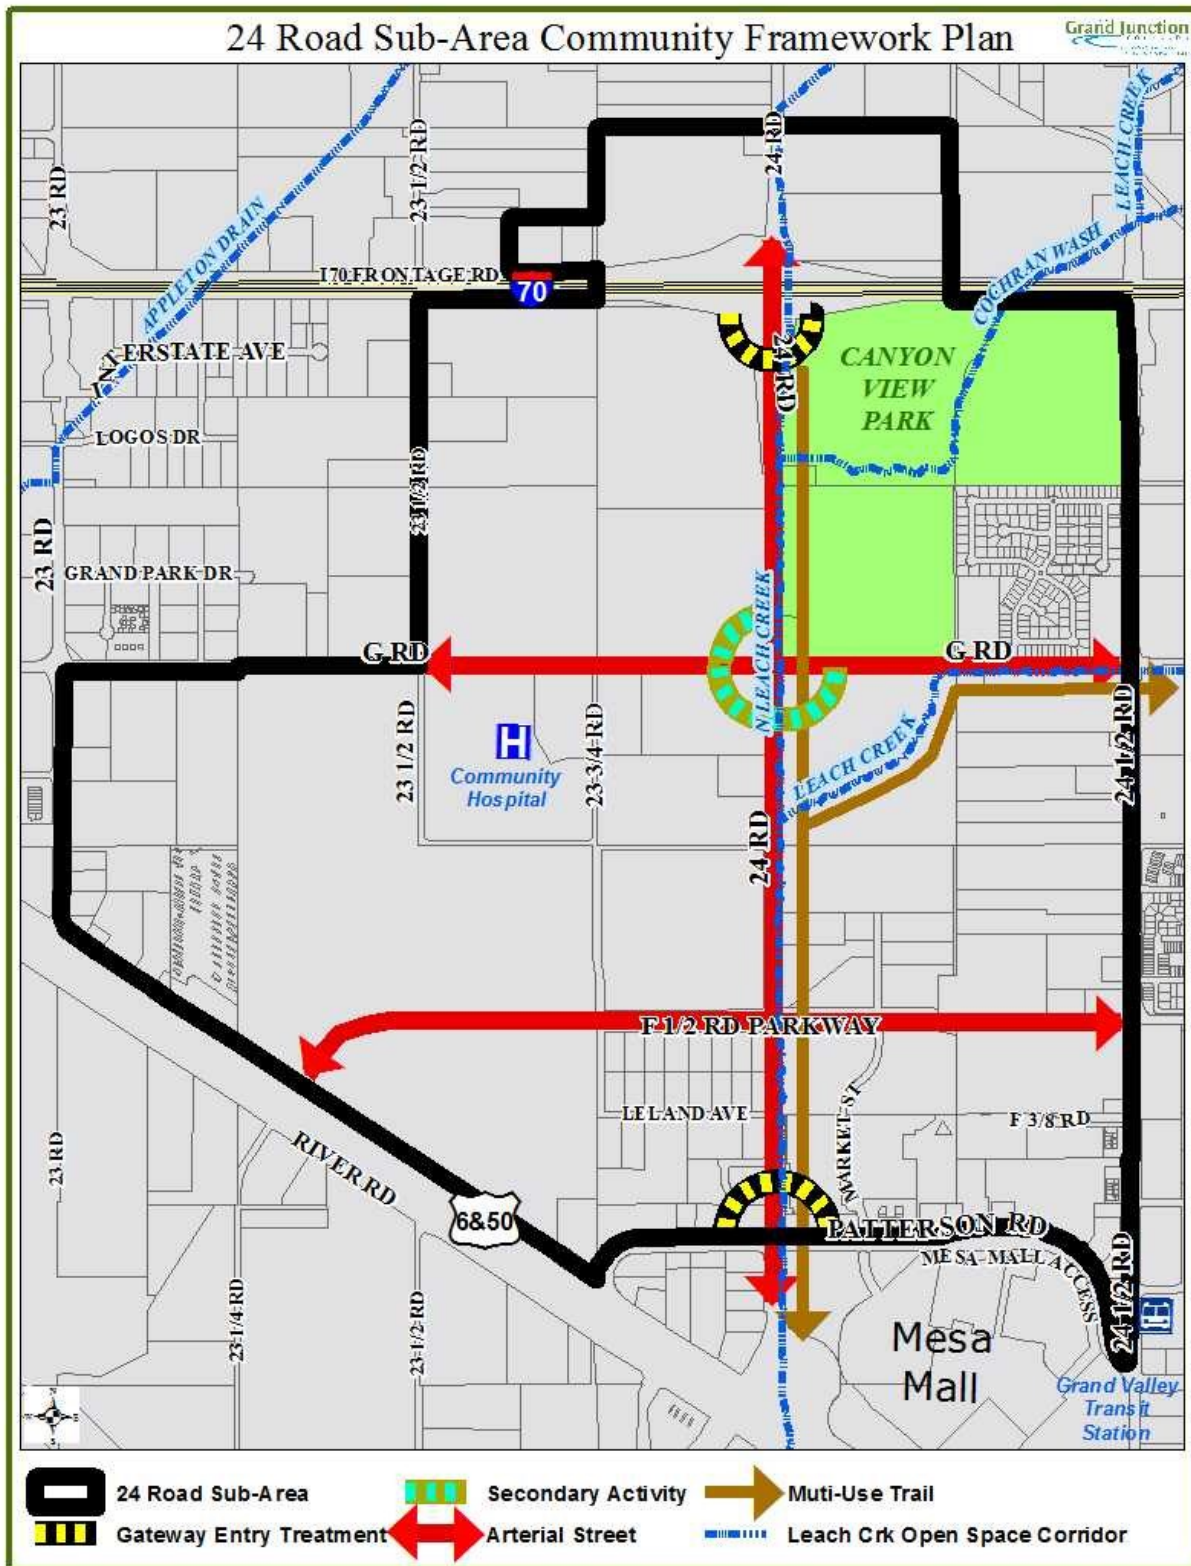 24 Road Sub-Area Community Framework Plan
Grand Junction
23 RD
23-1/2 RD
24 RD
LEACH CREEK
APPLETON DRAIN
COCHRAN WASH
I70 FRONTAGE RD
70
INTERSTATE AVE
24 RD
CANYON
VIEW
PARK
LOGOS DR
23 1/2 RD
23 RD
GRAND PARK DR
N LEACH CREEK
G RD
G RD
23 1/2 RD
H
Community
Hospital
23-3/4 RD
LEACH CREEK
24 1/2 RD
24 RD
F 1/2 RD PARKWAY
LELAND AVE
MARKET ST
F 3/8 RD
23 RD
RIVER RD
6&50
PATTERSON RD
MESA MALL ACCESS
24 1/2 RD
23-1/4 RD
23-1/2 RD
Mesa
Mall
Grand Valley
Transit
Station
24 Road Sub-Area
Secondary Activity
Muti-Use Trail
Gateway Entry Treatment
Arterial Street
Leach Crk Open Space Corridor